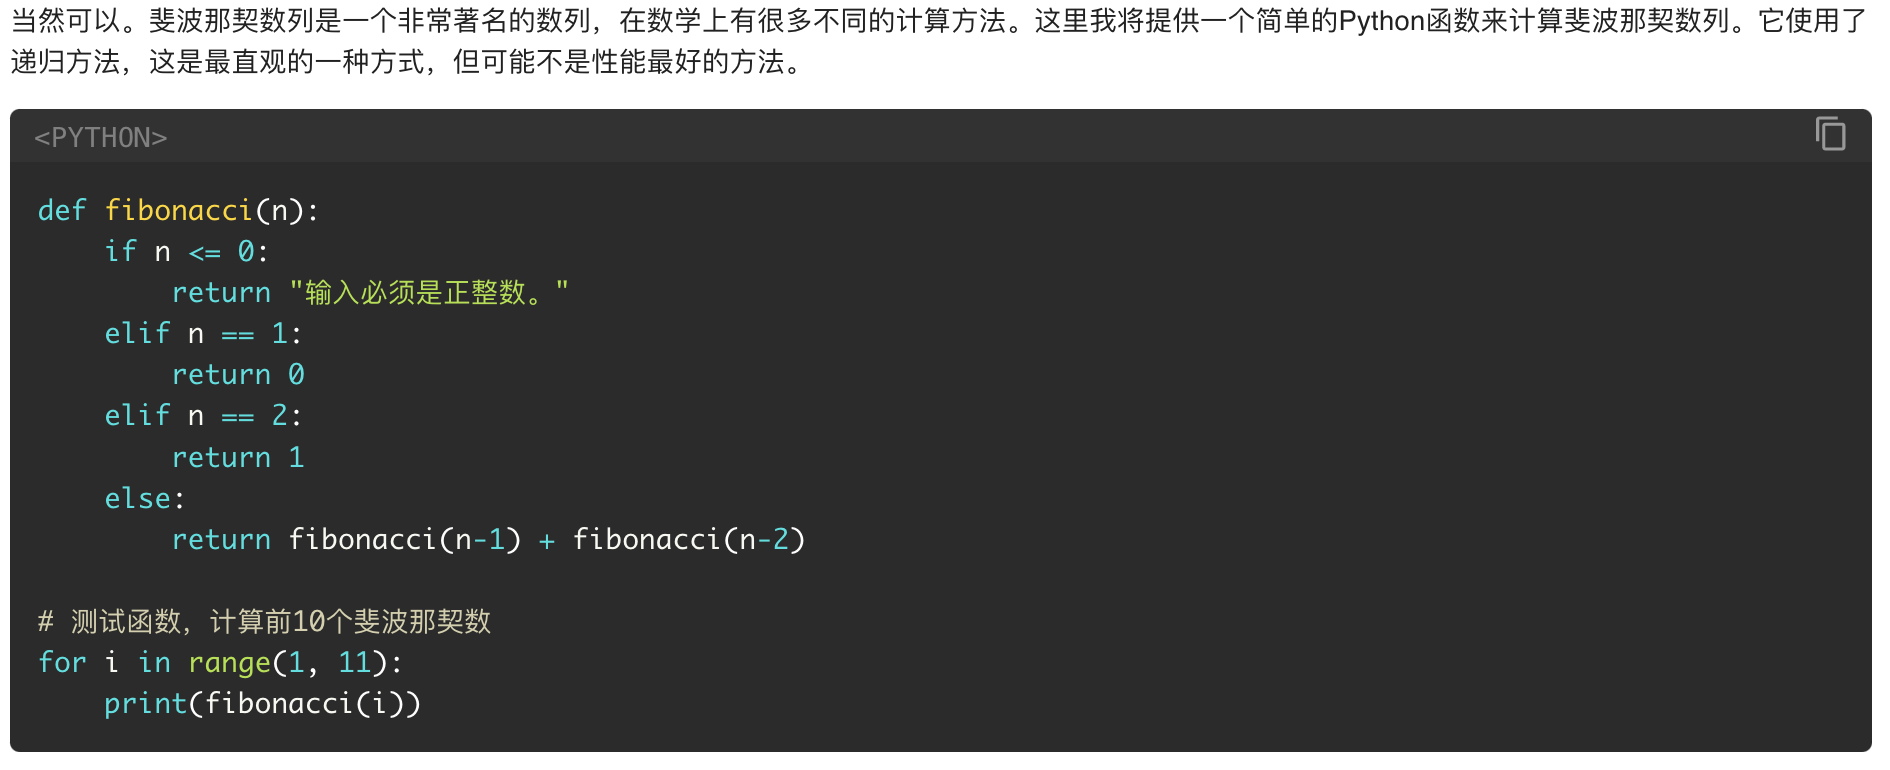 当然可以。斐波那契数列是一个非常著名的数列，在数学上有很多不同的计算方法。这里我将提供一个简单的Python函数来计算斐波那契数列。它使用了
递归方法，这是最直观的一种方式，但可能不是性能最好的方法。
<PYTHON>
def fibonacci(n):
    if n <= 0:
        return "输入必须是正整数。"
    elif n == 1:
        return 0
    elif n == 2:
        return 1
    else:
        return fibonacci(n-1) + fibonacci(n-2)
# 测试函数，计算前10个斐波那契数
for i in range(1, 11):
    print(fibonacci(i))